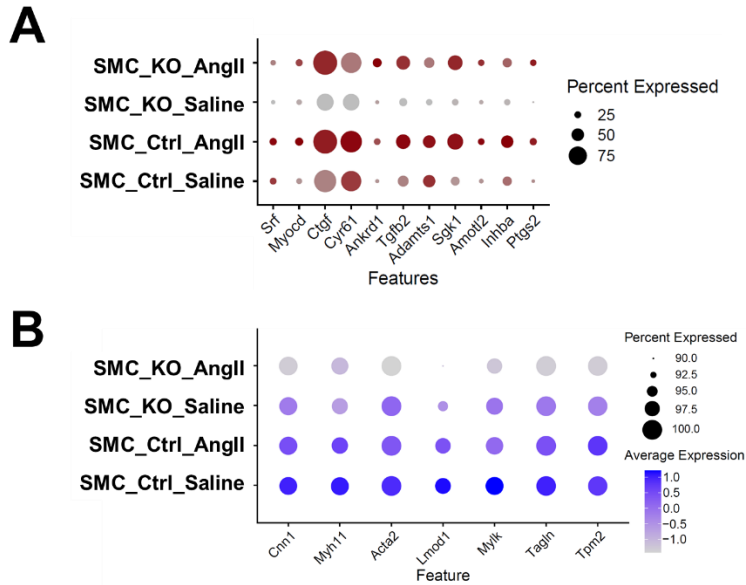 A
SMC_KO_AngII
SMC_KO_Saline
SMC_Ctrl_AngII
SMC_Ctrl_Saline
Srf
Myocd
Ctgf
Cyr61
Ankrd1
Tgfb2
Adamts1
Sgk1
Amotl2
Inhba
Ptgs2
Features
Percent Expressed
25
50
75
B
SMC_KO_AngII
SMC_KO_Saline
SMC_Ctrl_AngII
SMC_Ctrl_Saline
Cnn1
Myh11
Acta2
Lmod1
Mylk
Tagln
Tpm2
Feature
Percent Expressed
90.0
92.5
95.0
97.5
100.0
Average Expression
1.0
0.5
0.0
−0.5
−1.0